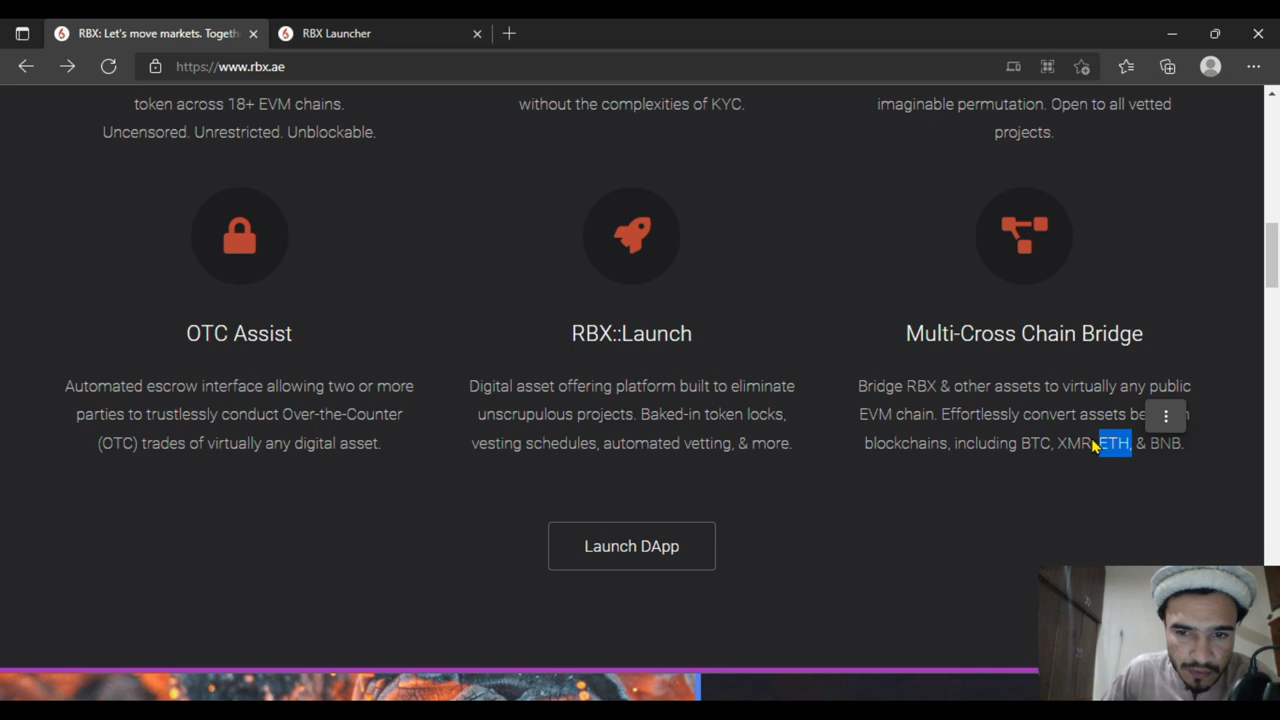 RBX: Let's move markets. Togeth
RBX Launcher
https://www.rbx.ae
token across 18+ EVM chains.
Uncensored. Unrestricted. Unblockable.
without the complexities of KYC.
imaginable permutation. Open to all vetted
projects.
OTC Assist
Automated escrow interface allowing two or more
parties to trustlessly conduct Over-the-Counter
(OTC) trades of virtually any digital asset.
RBX::Launch
Digital asset offering platform built to eliminate
unscrupulous projects. Baked-in token locks,
vesting schedules, automated vetting, & more.
Multi-Cross Chain Bridge
Bridge RBX & other assets to virtually any public
EVM chain. Effortlessly convert assets be
blockchains, including BTC, XMR, ETH, & BNB.
Launch DApp